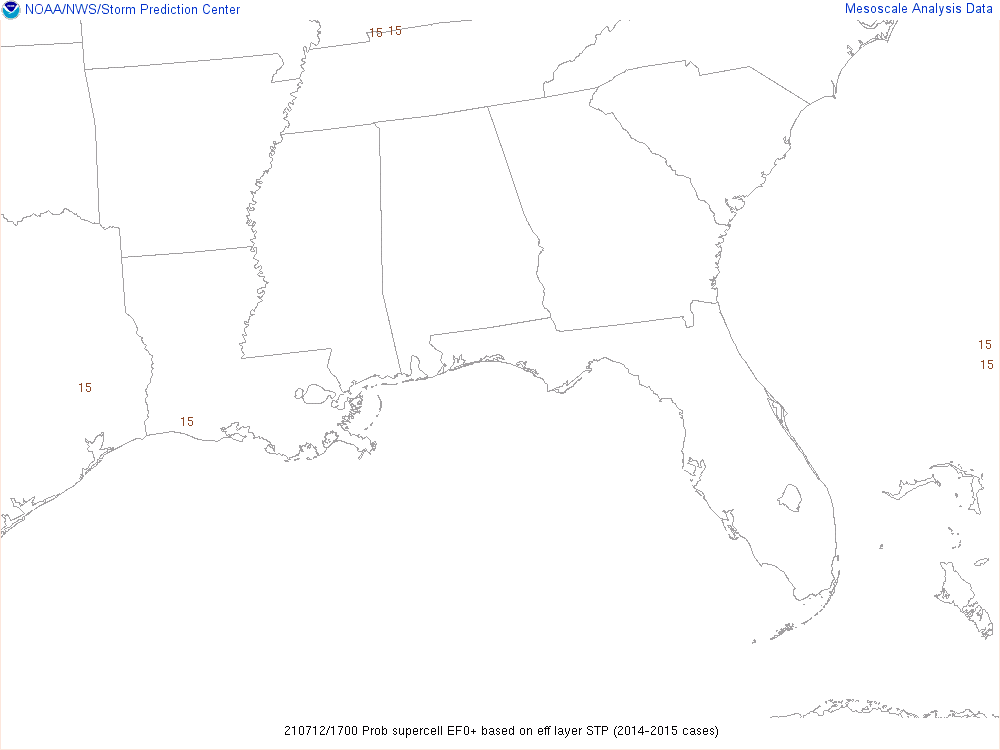 NOAA/NWS/Storm Prediction Center
Mesoscale Analysis Data
15 15
15
15
15
15
210712/1700 Prob supercell EF0+ based on eff layer STP (2014-2015 cases)